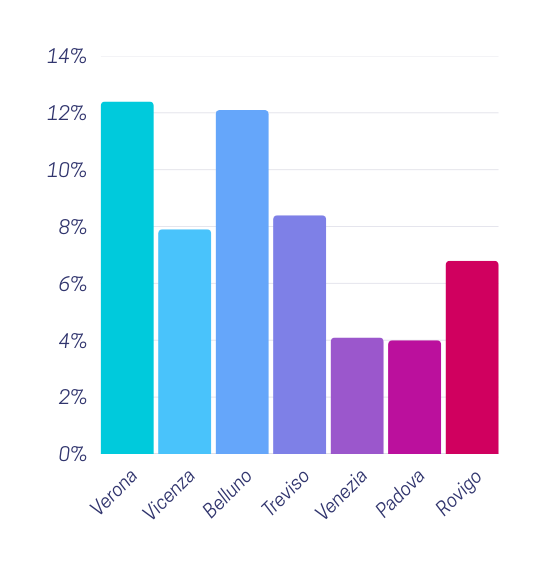 14%
12%
10%
8%
6%
4%
2%
0%
Verona
Vicenza
Belluno
Treviso
Venezia
Padova
Rovigo